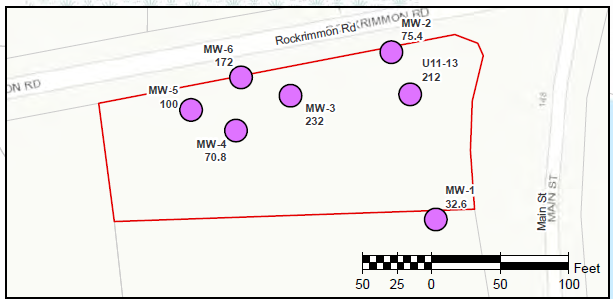 ROCKRIMMON RD
Rockrimmon Rd
MW-2
75.4
MW-6
172
U11-13
212
ON RD
MW-5
100
MW-3
232
MW-4
70.8
148
MW-1
32.6
Main St
MAIN ST
Feet
50 25 0 50 100